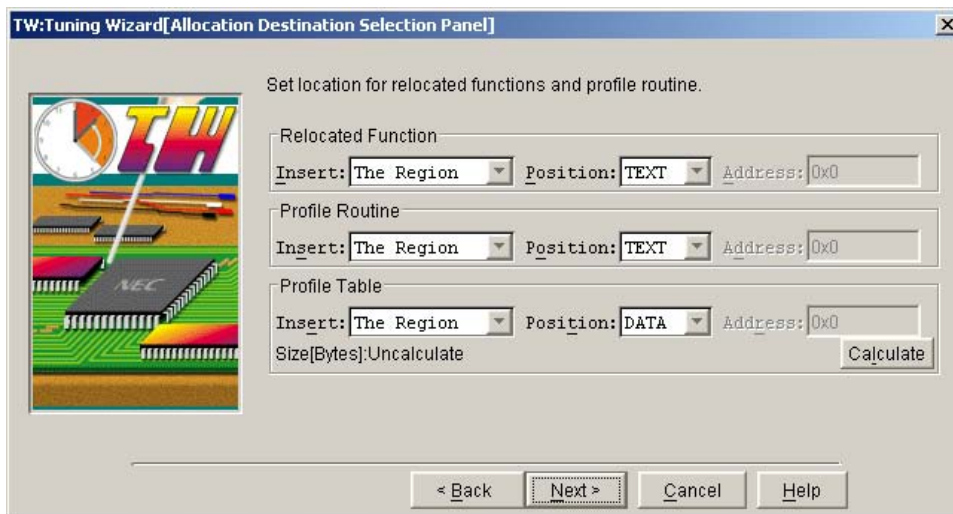 TW:Tuning Wizard[Allocation Destination Selection Panel]
Set location for relocated functions and profile routine.
TW
NEC
Relocated Function
Insert: The Region Position: TEXT Address: 0x0
Profile Routine
Insert: The Region Position: TEXT Address: 0x0
Profile Table
Insert: The Region Position: DATA Address: 0x0
Size[Bytes]:Uncalculate Calculate
< Back Next > Cancel Help